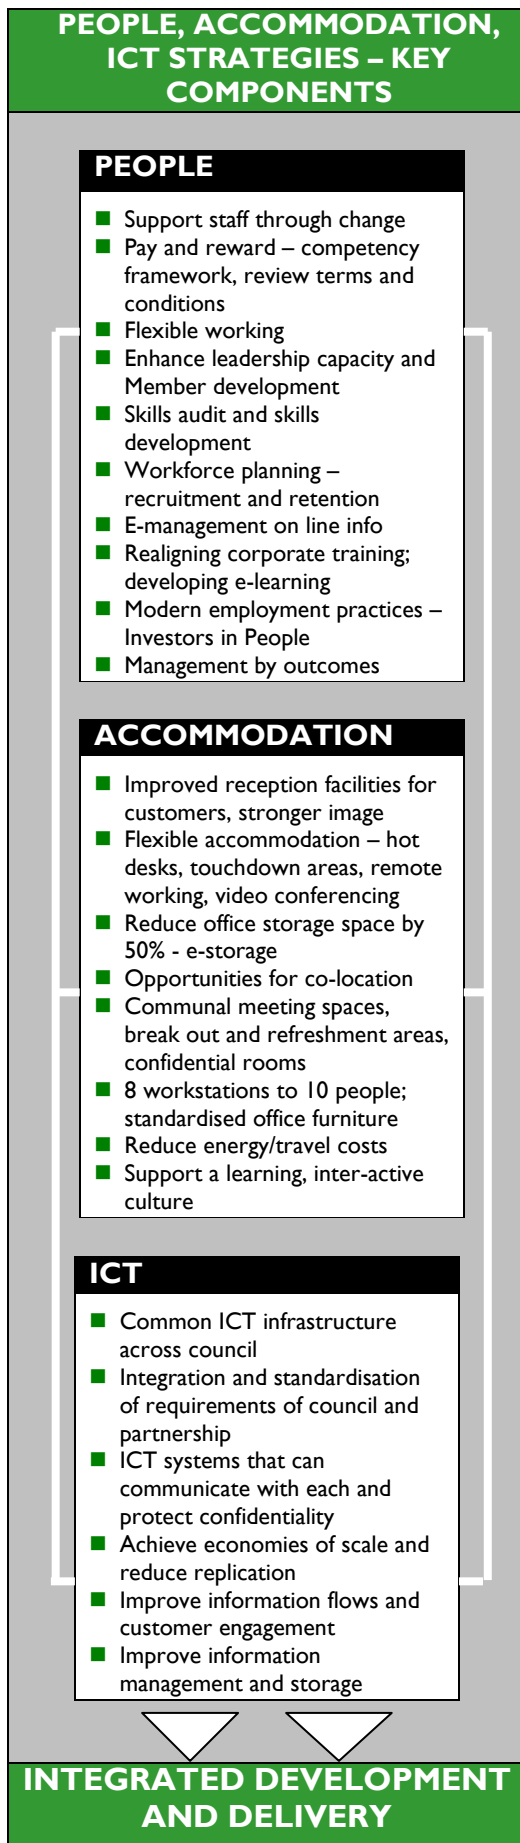 PEOPLE, ACCOMMODATION,
ICT STRATEGIES – KEY
COMPONENTS
PEOPLE
■ Support staff through change
■ Pay and reward – competency
framework, review terms and
conditions
■ Flexible working
■ Enhance leadership capacity and
Member development
■ Skills audit and skills
development
■ Workforce planning –
recruitment and retention
■ E-management on line info
■ Realigning corporate training;
developing e-learning
■ Modern employment practices –
Investors in People
■ Management by outcomes
ACCOMMODATION
■ Improved reception facilities for
customers, stronger image
■ Flexible accommodation – hot
desks, touchdown areas, remote
working, video conferencing
■ Reduce office storage space by
50% - e-storage
■ Opportunities for co-location
■ Communal meeting spaces,
break out and refreshment areas,
confidential rooms
■ 8 workstations to 10 people;
standardised office furniture
■ Reduce energy/travel costs
■ Support a learning, inter-active
culture
ICT
■ Common ICT infrastructure
across council
■ Integration and standardisation
of requirements of council and
partnership
■ ICT systems that can
communicate with each and
protect confidentiality
■ Achieve economies of scale and
reduce replication
■ Improve information flows and
customer engagement
■ Improve information
management and storage
INTEGRATED DEVELOPMENT
AND DELIVERY